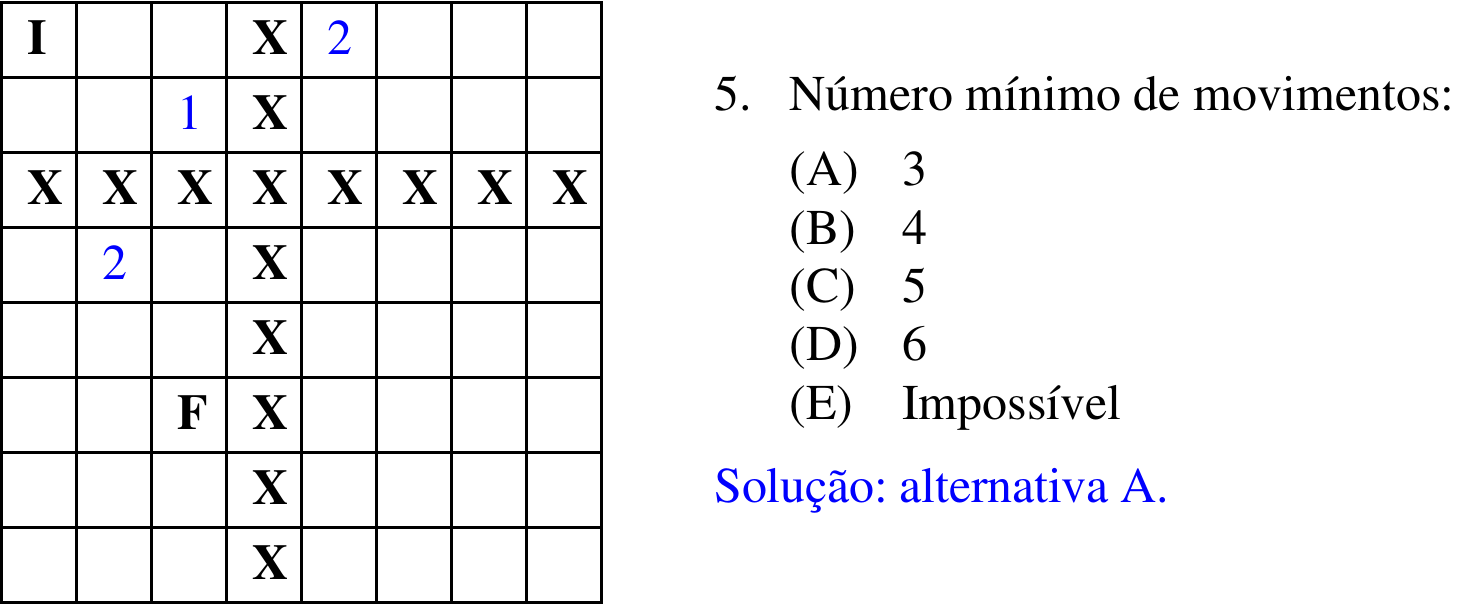 I X 2
1 X
X X X X X X X X
2 X
X
F X
X
X
5. Número mínimo de movimentos:
(A) 3
(B) 4
(C) 5
(D) 6
(E) Impossível
Solução: alternativa A.